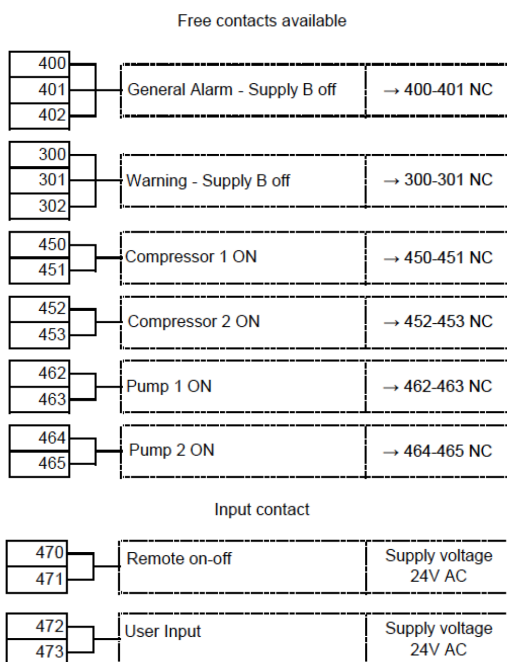 Free contacts available
400
401 General Alarm - Supply B off → 400-401 NC
402
300
301 Warning - Supply B off → 300-301 NC
302
450
451 Compressor 1 ON → 450-451 NC
452
453 Compressor 2 ON → 452-453 NC
462
463 Pump 1 ON → 462-463 NC
464
465 Pump 2 ON → 464-465 NC
Input contact
470 Remote on-off Supply voltage
471 24V AC
472 User Input Supply voltage
473 24V AC